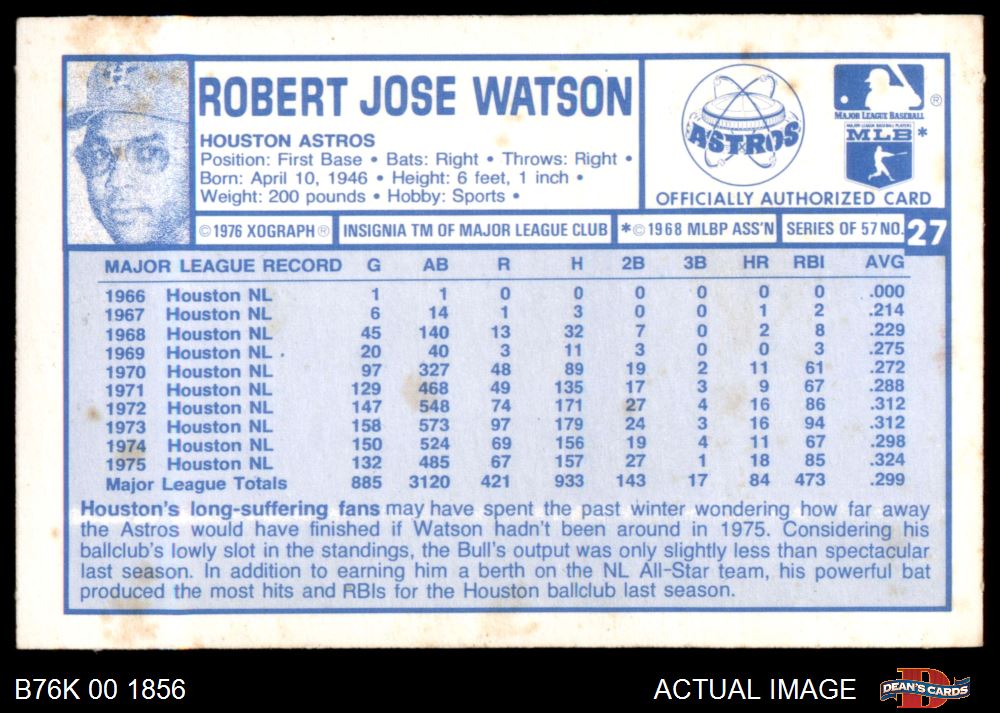 ROBERT JOSE WATSON
HOUSTON ASTROS
Position: First Base • Bats: Right • Throws: Right •
Born: April 10, 1946 • Height: 6 feet, 1 inch •
Weight: 200 pounds • Hobby: Sports •
H
ASTROS
MAJOR LEAGUE BASEBALL
®
MAJOR LEAGUE BASEBALL PLAYERS
MLB*
OFFICIALLY AUTHORIZED CARD
©1976 XOGRAPH® INSIGNIA TM OF MAJOR LEAGUE CLUB *©1968 MLBP ASS'N SERIES OF 57 NO. 27
MAJOR LEAGUE RECORD G AB R H 2B 3B HR RBI AVG
1966 Houston NL 1 1 0 0 0 0 0 0 .000
1967 Houston NL 6 14 1 3 0 0 1 2 .214
1968 Houston NL 45 140 13 32 7 0 2 8 .229
1969 Houston NL . 20 40 3 11 3 0 0 3 .275
1970 Houston NL 97 327 48 89 19 2 11 61 .272
1971 Houston NL 129 468 49 135 17 3 9 67 .288
1972 Houston NL 147 548 74 171 27 4 16 86 .312
1973 Houston NL 158 573 97 179 24 3 16 94 .312
1974 Houston NL 150 524 69 156 19 4 11 67 .298
1975 Houston NL 132 485 67 157 27 1 18 85 .324
Major League Totals 885 3120 421 933 143 17 84 473 .299
Houston's long-suffering fans may have spent the past winter wondering how far away
the Astros would have finished if Watson hadn't been around in 1975. Considering his
ballclub's lowly slot in the standings, the Bull's output was only slightly less than spectacular
last season. In addition to earning him a berth on the NL All-Star team, his powerful bat
produced the most hits and RBIs for the Houston ballclub last season.
B76K 00 1856
ACTUAL IMAGE
D
DEAN'S CARDS